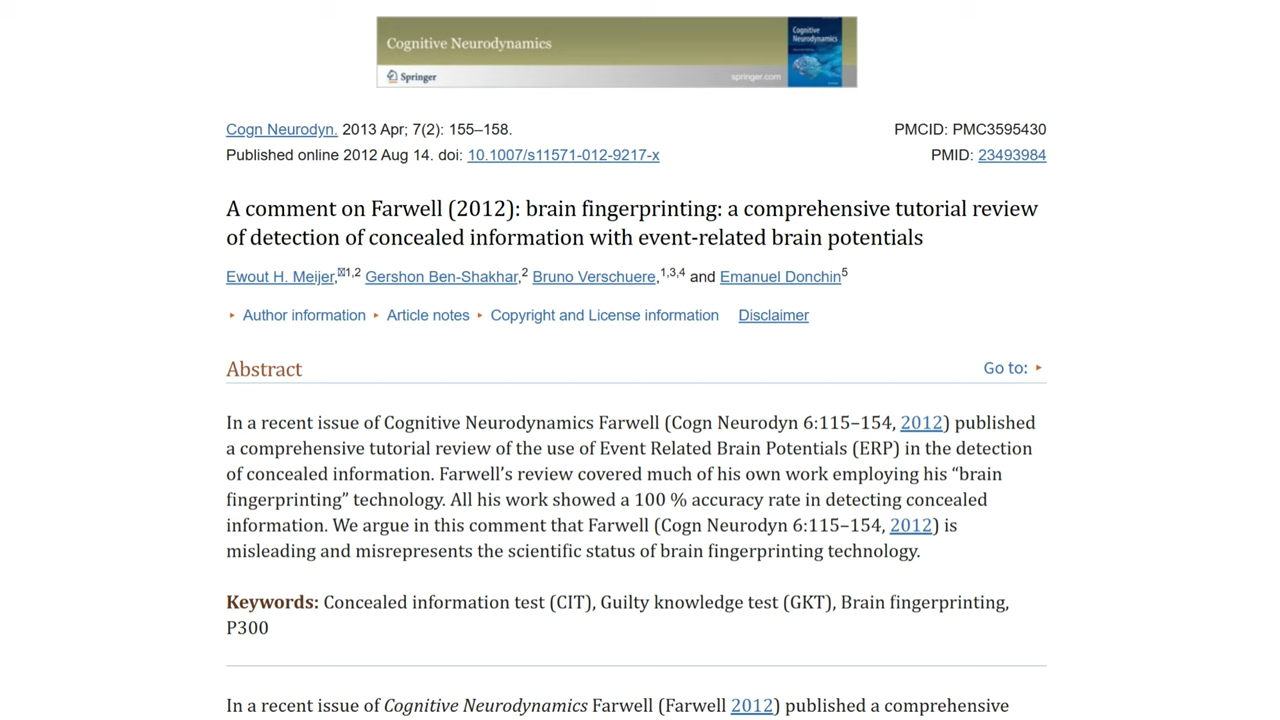 Cognitive Neurodynamics
Cognitive
Neurodynamics
Springer
springer.com
Cogn Neurodyn. 2013 Apr; 7(2): 155–158.
PMCID: PMC3595430
Published online 2012 Aug 14. doi: 10.1007/s11571-012-9217-x
PMID: 23493984
A comment on Farwell (2012): brain fingerprinting: a comprehensive tutorial review
of detection of concealed information with event-related brain potentials
Ewout H. Meijer,1,2 Gershon Ben-Shakhar,2 Bruno Verschuere,1,3,4 and Emanuel Donchin5
Author information Article notes Copyright and License information Disclaimer
Abstract
Go to:
In a recent issue of Cognitive Neurodynamics Farwell (Cogn Neurodyn 6:115–154, 2012) published
a comprehensive tutorial review of the use of Event Related Brain Potentials (ERP) in the detection
of concealed information. Farwell’s review covered much of his own work employing his “brain
fingerprinting” technology. All his work showed a 100 % accuracy rate in detecting concealed
information. We argue in this comment that Farwell (Cogn Neurodyn 6:115–154, 2012) is
misleading and misrepresents the scientific status of brain fingerprinting technology.
Keywords: Concealed information test (CIT), Guilty knowledge test (GKT), Brain fingerprinting,
P300
In a recent issue of Cognitive Neurodynamics Farwell (Farwell 2012) published a comprehensive